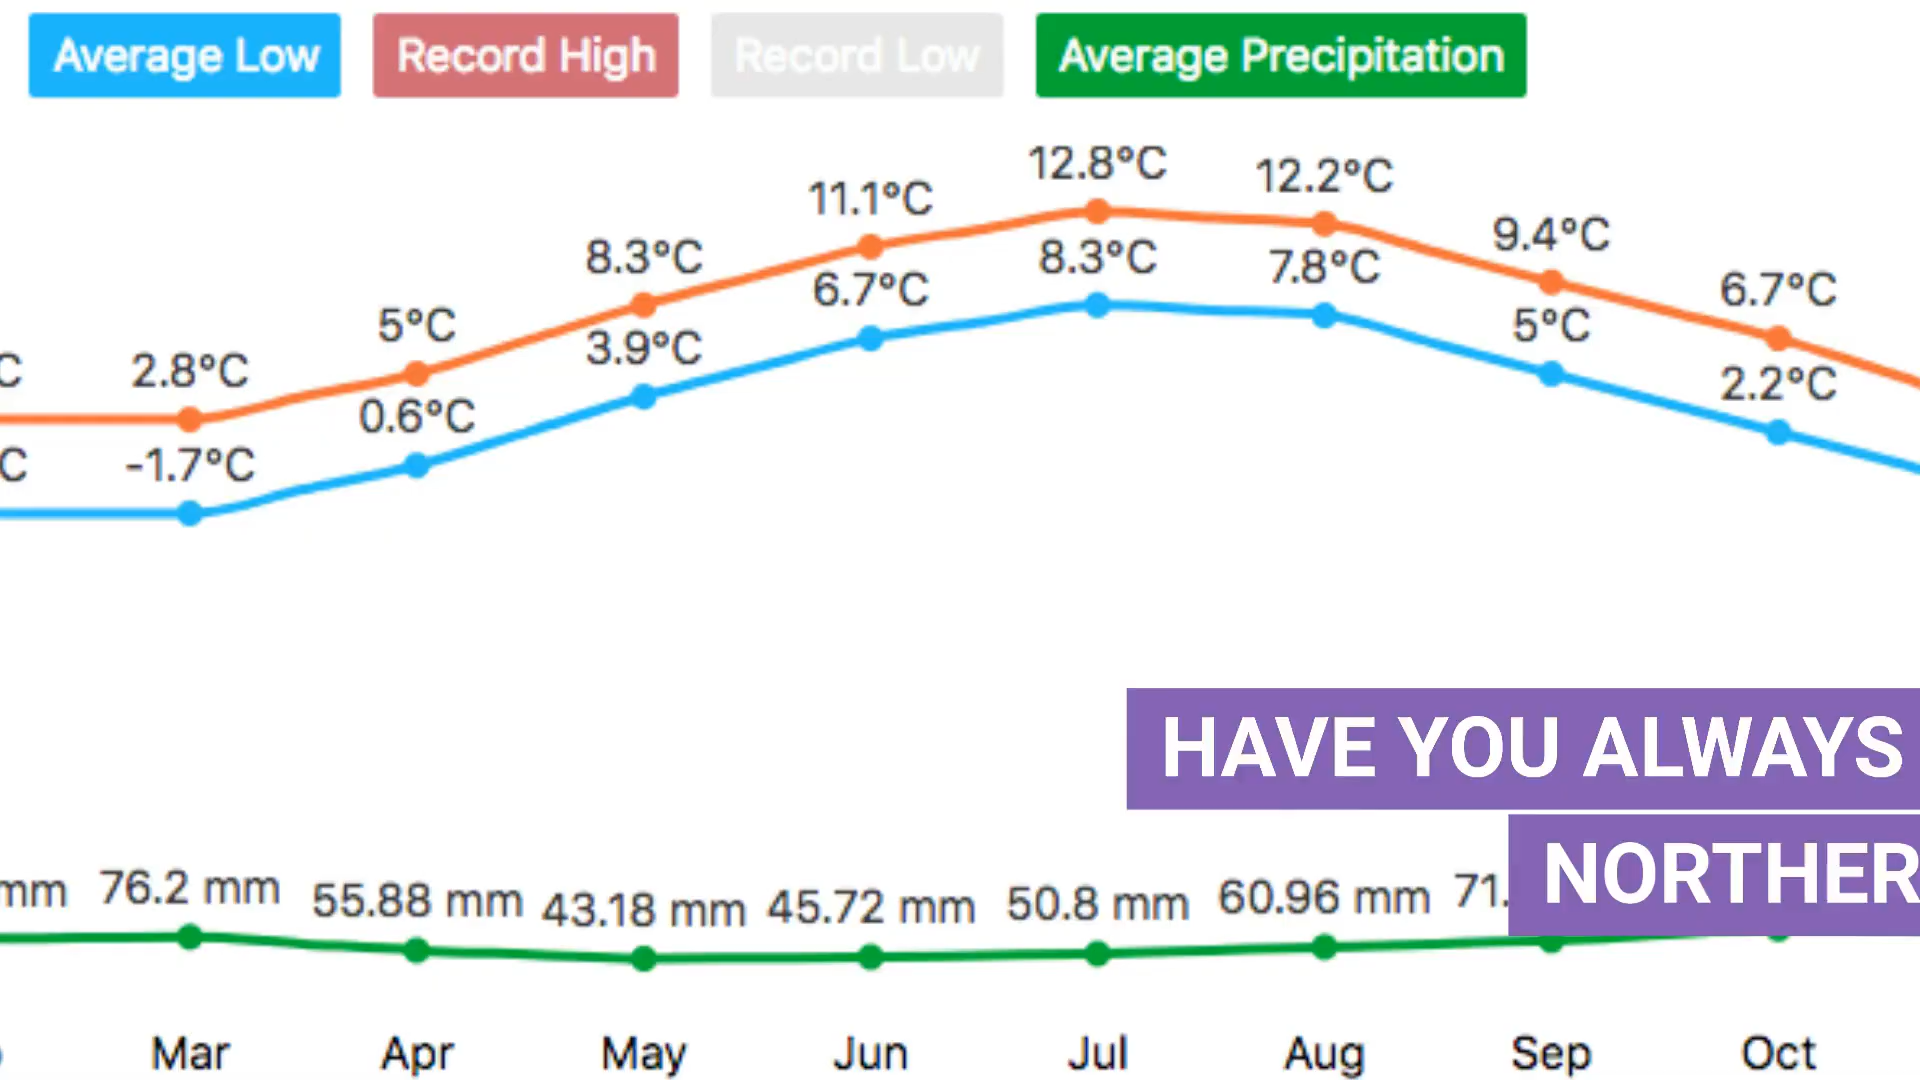 Average Low Record High Record Low Average Precipitation
12.8°C 12.2°C
11.1°C
9.4°C
8.3°C 8.3°C 7.8°C
6.7°C 6.7°C
5°C 5°C
3.9°C
C 2.8°C 2.2°C
0.6°C
C -1.7°C
HAVE YOU ALWAYS
NORTHER
mm 76.2 mm 55.88 mm 43.18 mm 45.72 mm 50.8 mm 60.96 mm 71.
Mar Apr May Jun Jul Aug Sep Oct